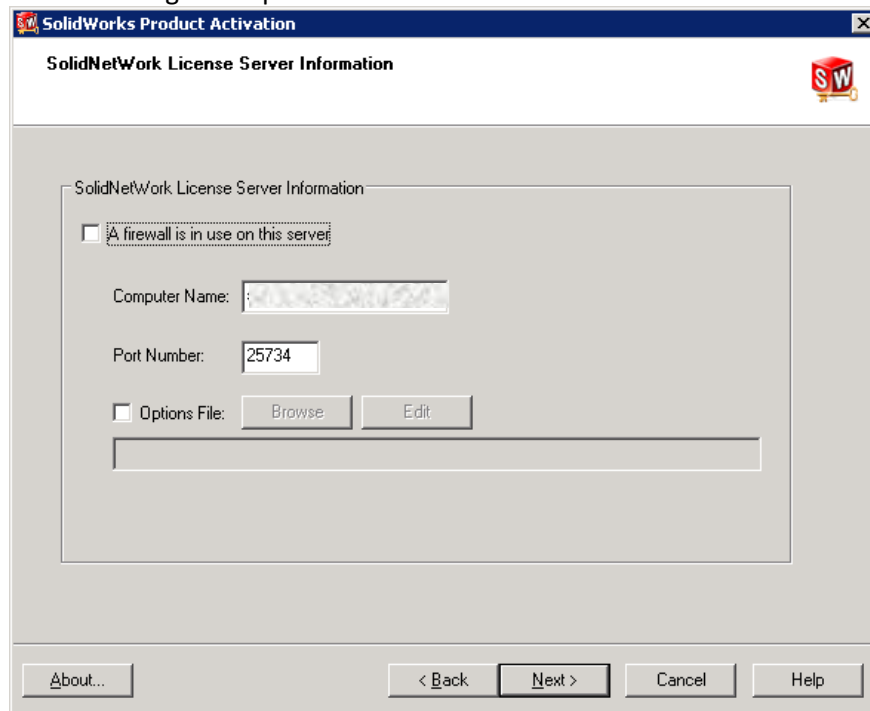 SolidWorks Product Activation
SolidNetWork License Server Information
SW
SolidNetWork License Server Information
A firewall is in use on this server
Computer Name:
Port Number: 25734
Options File: Browse Edit
About... < Back Next > Cancel Help